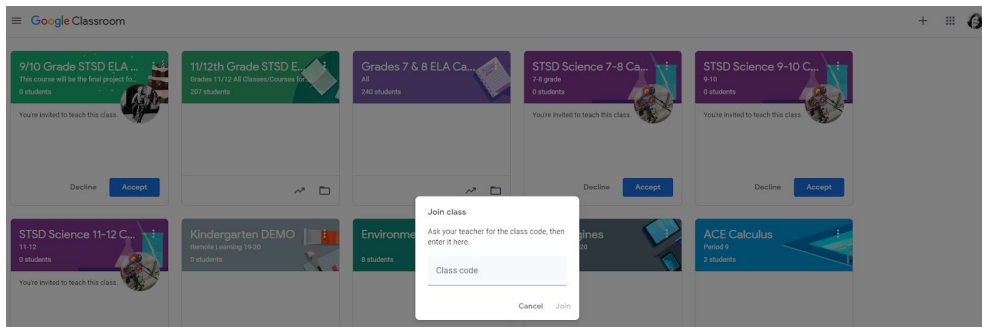 Google Classroom
9/10 Grade STSD ELA ...
This course will be the final project fo...
0 students
You're invited to teach this class.
Decline
Accept
11/12th Grade STSD E...
Grades 11/12 All Classes/Courses for
207 students
Grades 7 & 8 ELA Ca...
All
240 students
STSD Science 7-8 Ca...
7-8 grade
0 students
You're invited to teach this class.
Decline
Accept
STSD Science 9-10 C...
9-10
0 students
You're invited to teach this class.
Decline
Accept
STSD Science 11-12 C...
11-12
0 students
You're invited to teach this class.
Kindergarten DEMO
Remote Learning 19-20
0 students
Environme
8 students
gines
20
ACE Calculus
Period 9
2 students
Join class
Ask your teacher for the class code, then
enter it here.
Class code
Cancel
Join